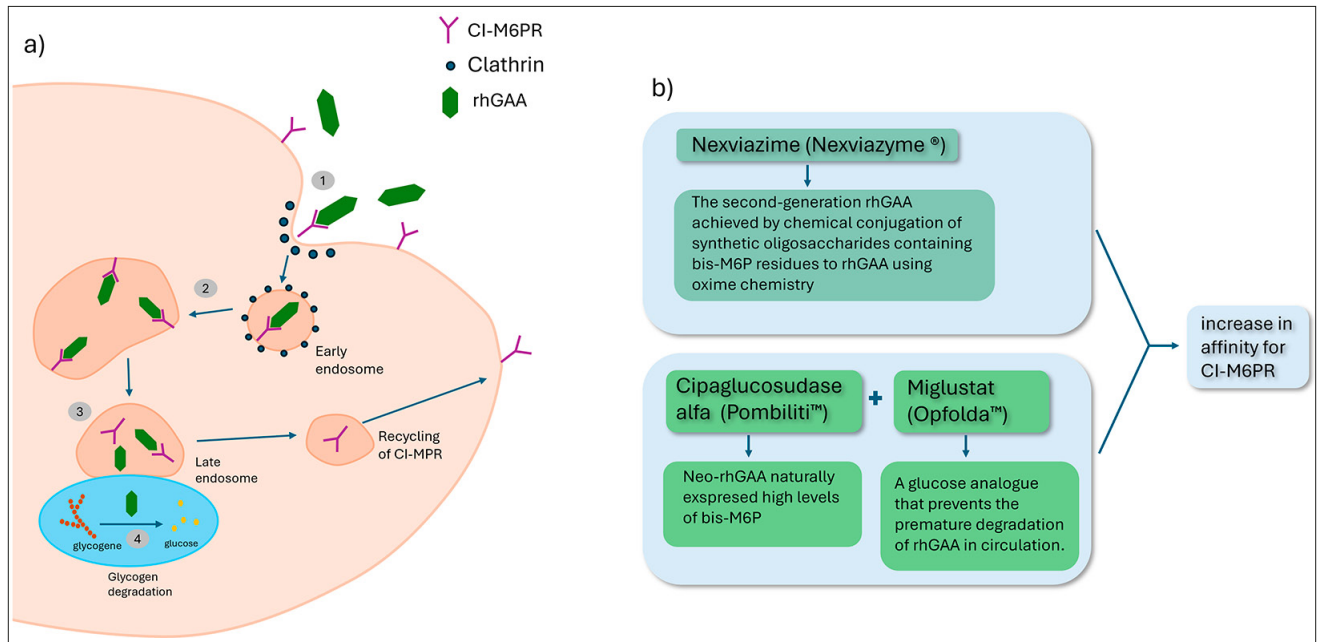 a)
CI-M6PR
Clathrin
rhGAA
1
2
Early
endosome
3
Late
endosome
Recycling
of CI-MPR
glycogene
4
glucose
Glycogen
degradation
b)
Nexviazime (Nexviazyme ®)
The second-generation rhGAA
achieved by chemical conjugation of
synthetic oligosaccharides containing
bis-M6P residues to rhGAA using
oxime chemistry
Cipaglucosudase
alfa (Pombiliti™)
+
Miglustat
(Opfolda™)
Neo-rhGAA naturally
exspresed high levels
of bis-M6P
A glucose analogue
that prevents the
premature degradation
of rhGAA in circulation.
increase in
affinity for
CI-M6PR